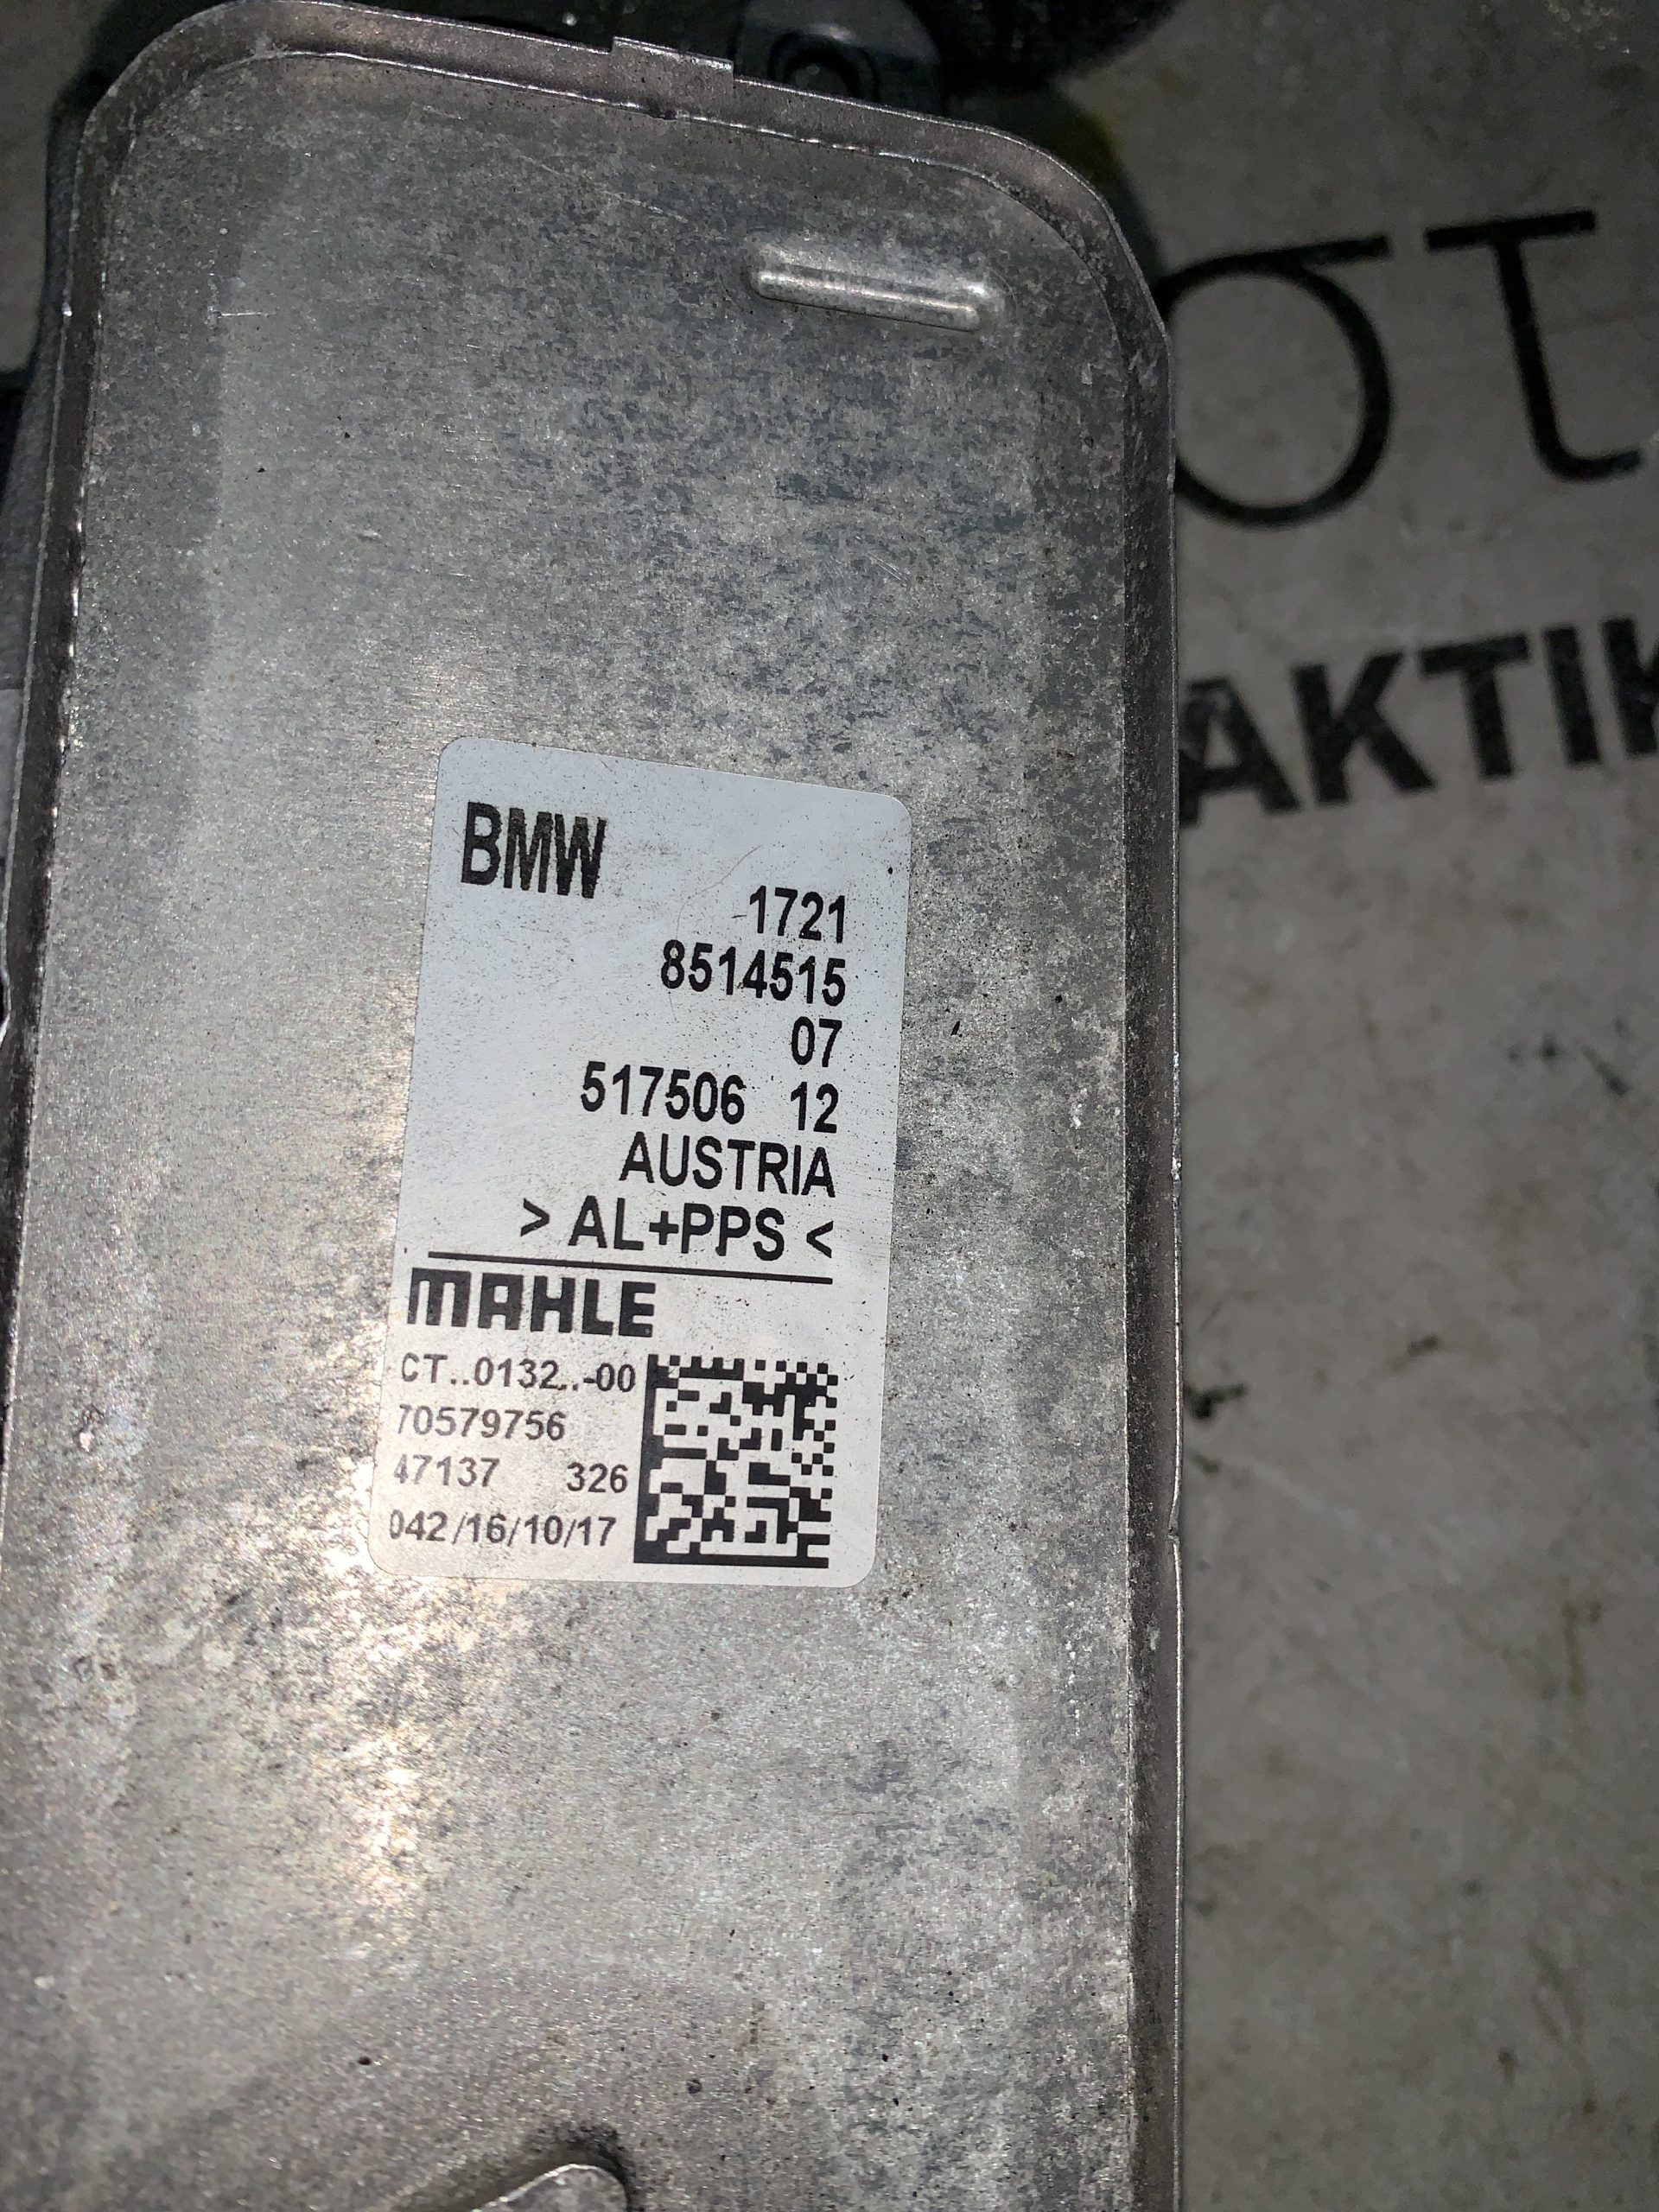 BMW
1721
8514515
07
517506 12
AUSTRIA
> AL+PPS <
MAHLE
CT..0132..-00
70579756
47137 326
042/16/10/17
AKTIK